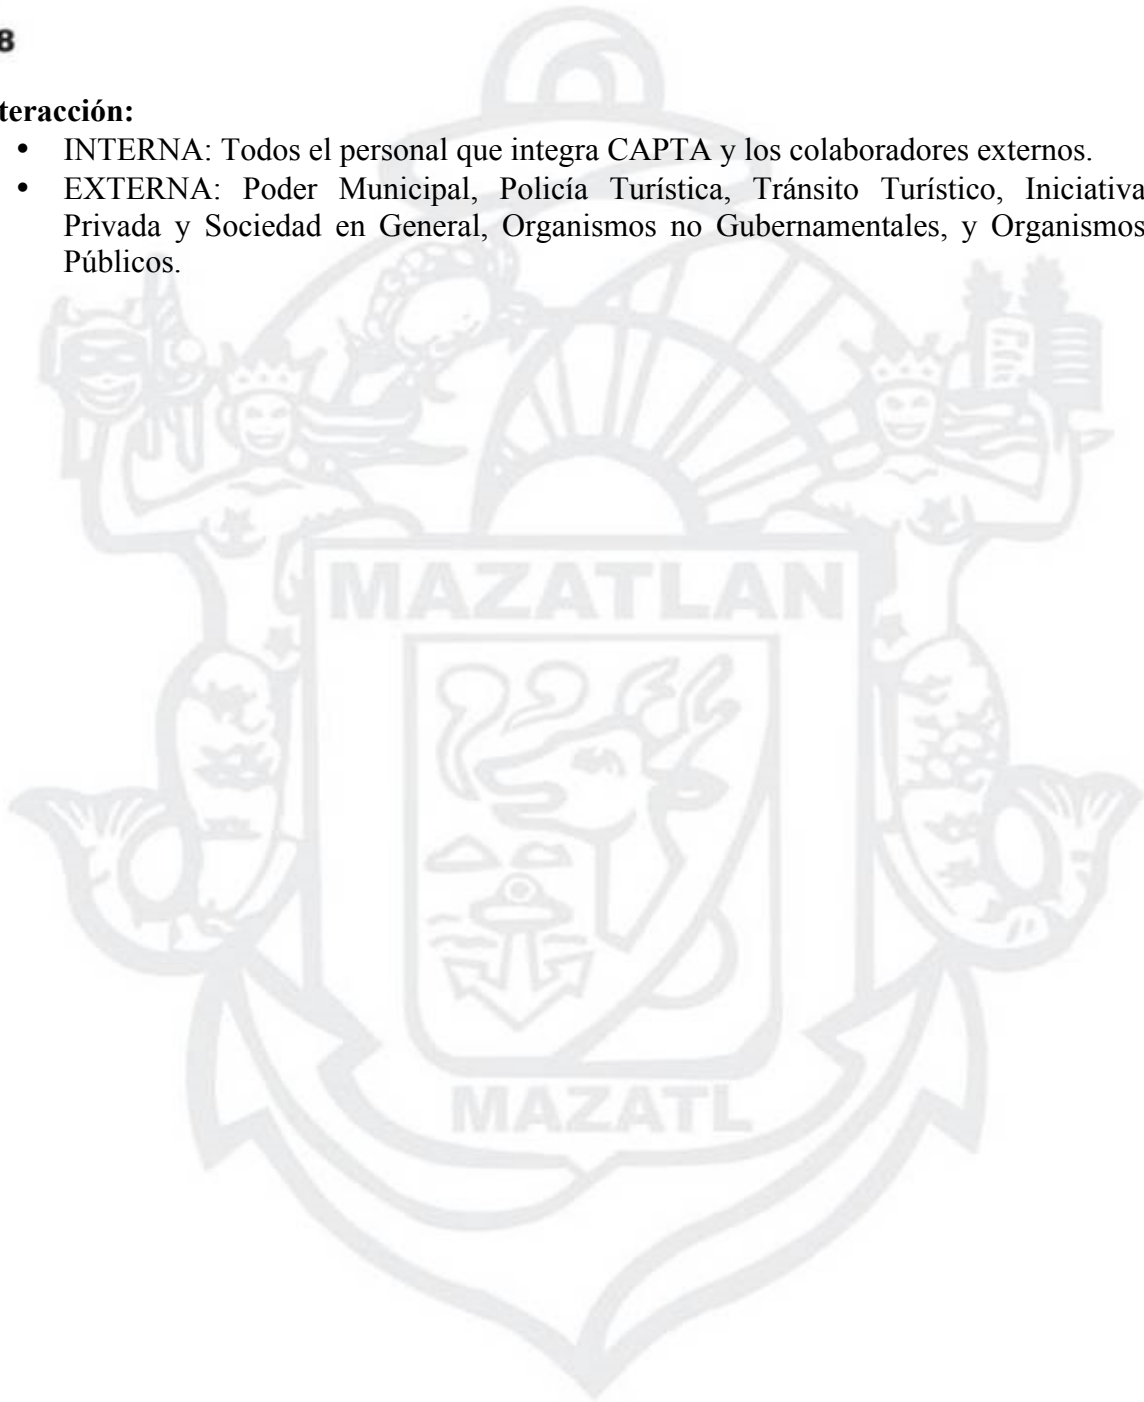 8
teracción:
• INTERNA: Todos el personal que integra CAPTA y los colaboradores externos.
• EXTERNA: Poder Municipal, Policía Turística, Tránsito Turístico, Iniciativa
Privada y Sociedad en General, Organismos no Gubernamentales, y Organismos
Públicos.
MAZATLAN
MAZATL